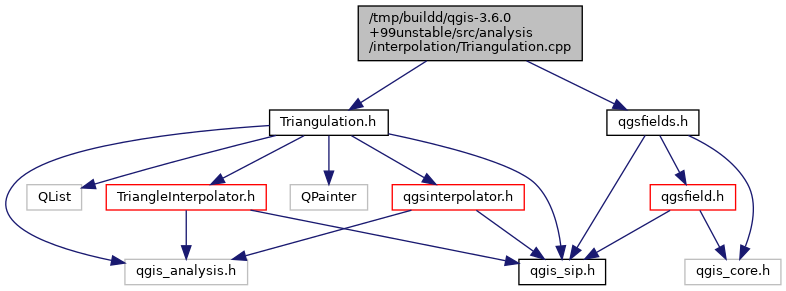 /tmp/buildd/qgis-3.6.0
+99unstable/src/analysis
/interpolation/Triangulation.cpp
Triangulation.h
qgsfields.h
QList
TriangleInterpolator.h
QPainter
qgsinterpolator.h
qgsfield.h
qgis_analysis.h
qgis_sip.h
qgis_core.h